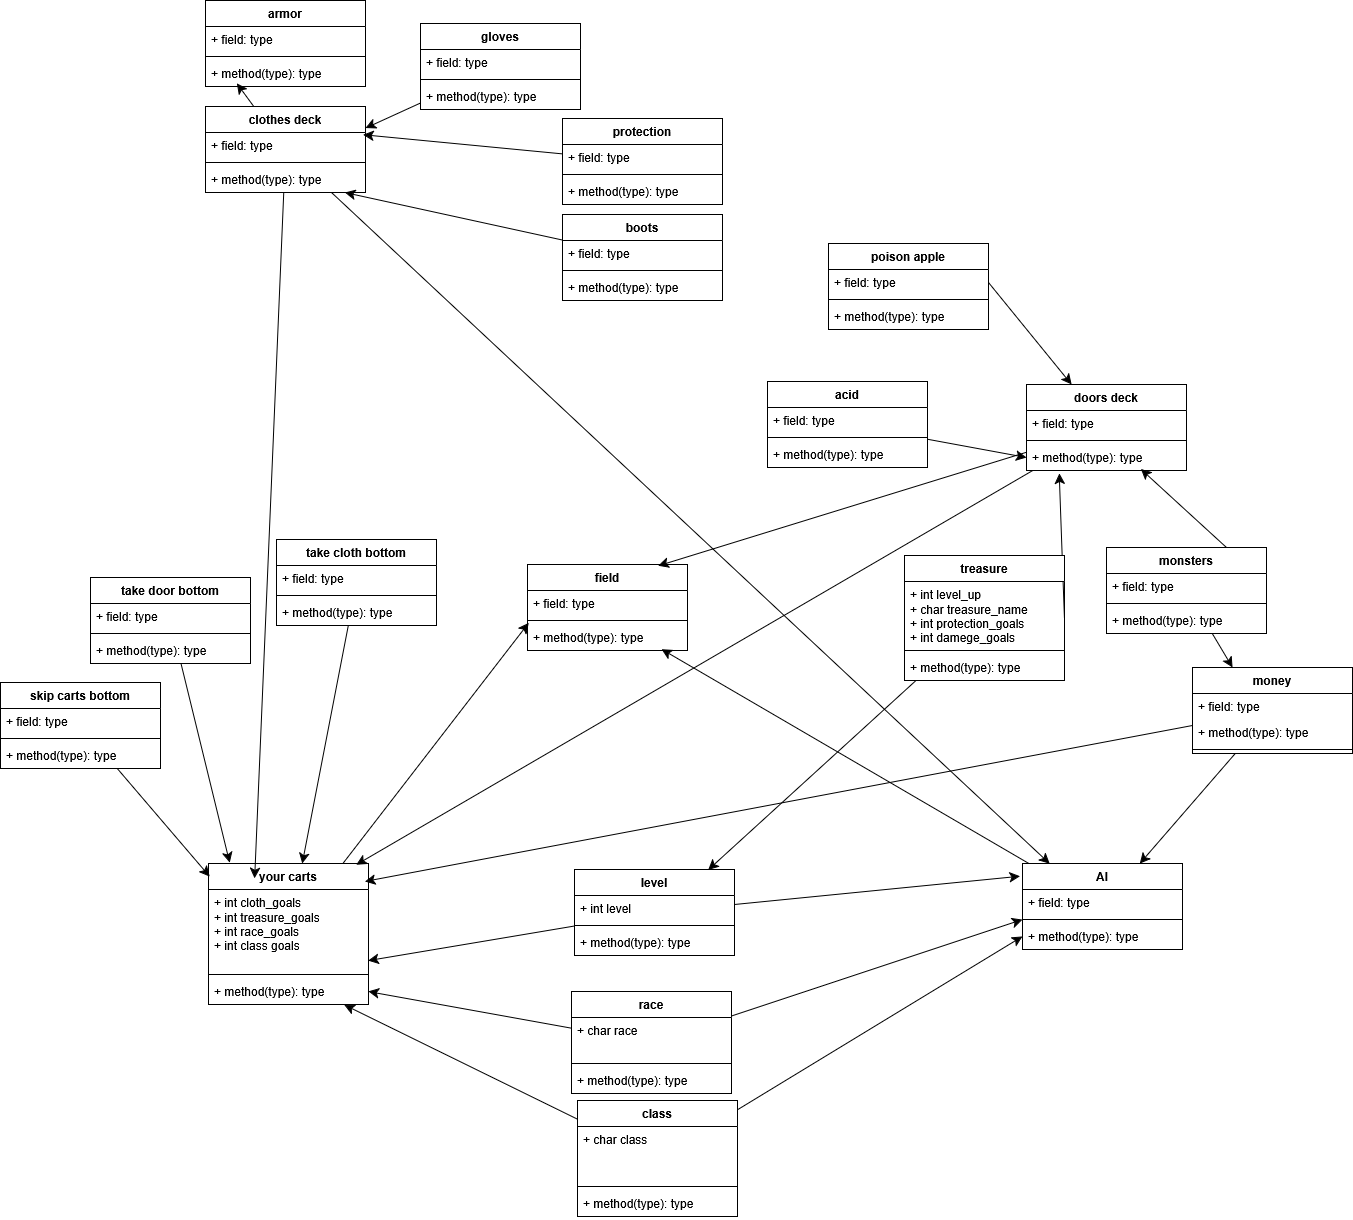 armor
+ field: type
+ method(type): type
gloves
+ field: type
+ method(type): type
clothes deck
+ field: type
+ method(type): type
protection
+ field: type
+ method(type): type
boots
+ field: type
+ method(type): type
poison apple
+ field: type
+ method(type): type
acid
+ field: type
+ method(type): type
doors deck
+ field: type
+ method(type): type
take cloth bottom
+ field: type
+ method(type): type
take door bottom
+ field: type
+ method(type): type
skip carts bottom
+ field: type
+ method(type): type
field
+ field: type
+ method(type): type
treasure
+ int level_up
+ char treasure_name
+ int protection_goals
+ int damege_goals
+ method(type): type
monsters
+ field: type
+ method(type): type
money
+ field: type
+ method(type): type
your carts
+ int cloth_goals
+ int treasure_goals
+ int race_goals
+ int class goals
+ method(type): type
level
+ int level
+ method(type): type
AI
+ field: type
+ method(type): type
race
+ char race
+ method(type): type
class
+ char class
+ method(type): type